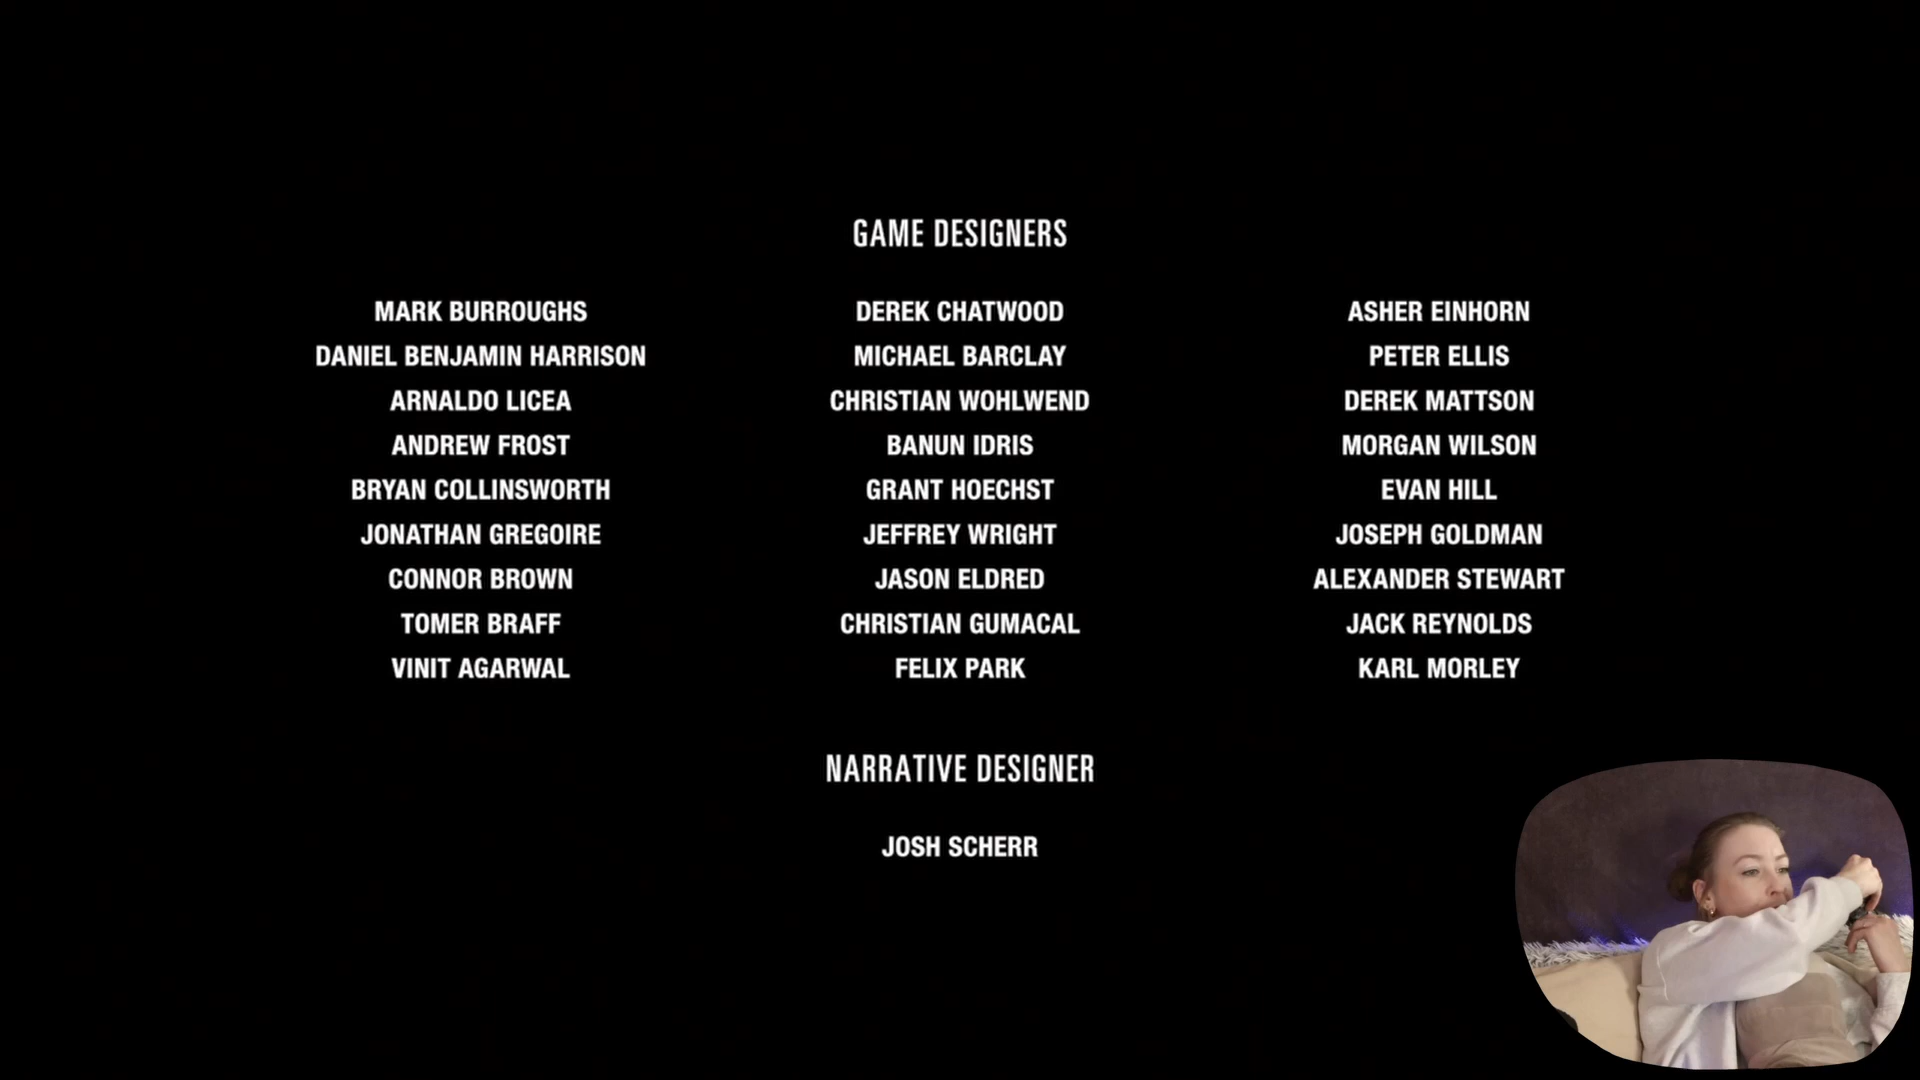 GAME DESIGNERS
MARK BURROUGHS DEREK CHATWOOD ASHER EINHORN
DANIEL BENJAMIN HARRISON MICHAEL BARCLAY PETER ELLIS
ARNALDO LICEA CHRISTIAN WOHLWEND DEREK MATTSON
ANDREW FROST BANUN IDRIS MORGAN WILSON
BRYAN COLLINSWORTH GRANT HOECHST EVAN HILL
JONATHAN GREGOIRE JEFFREY WRIGHT JOSEPH GOLDMAN
CONNOR BROWN JASON ELDRED ALEXANDER STEWART
TOMER BRAFF CHRISTIAN GUMACAL JACK REYNOLDS
VINIT AGARWAL FELIX PARK KARL MORLEY
NARRATIVE DESIGNER
JOSH SCHERR